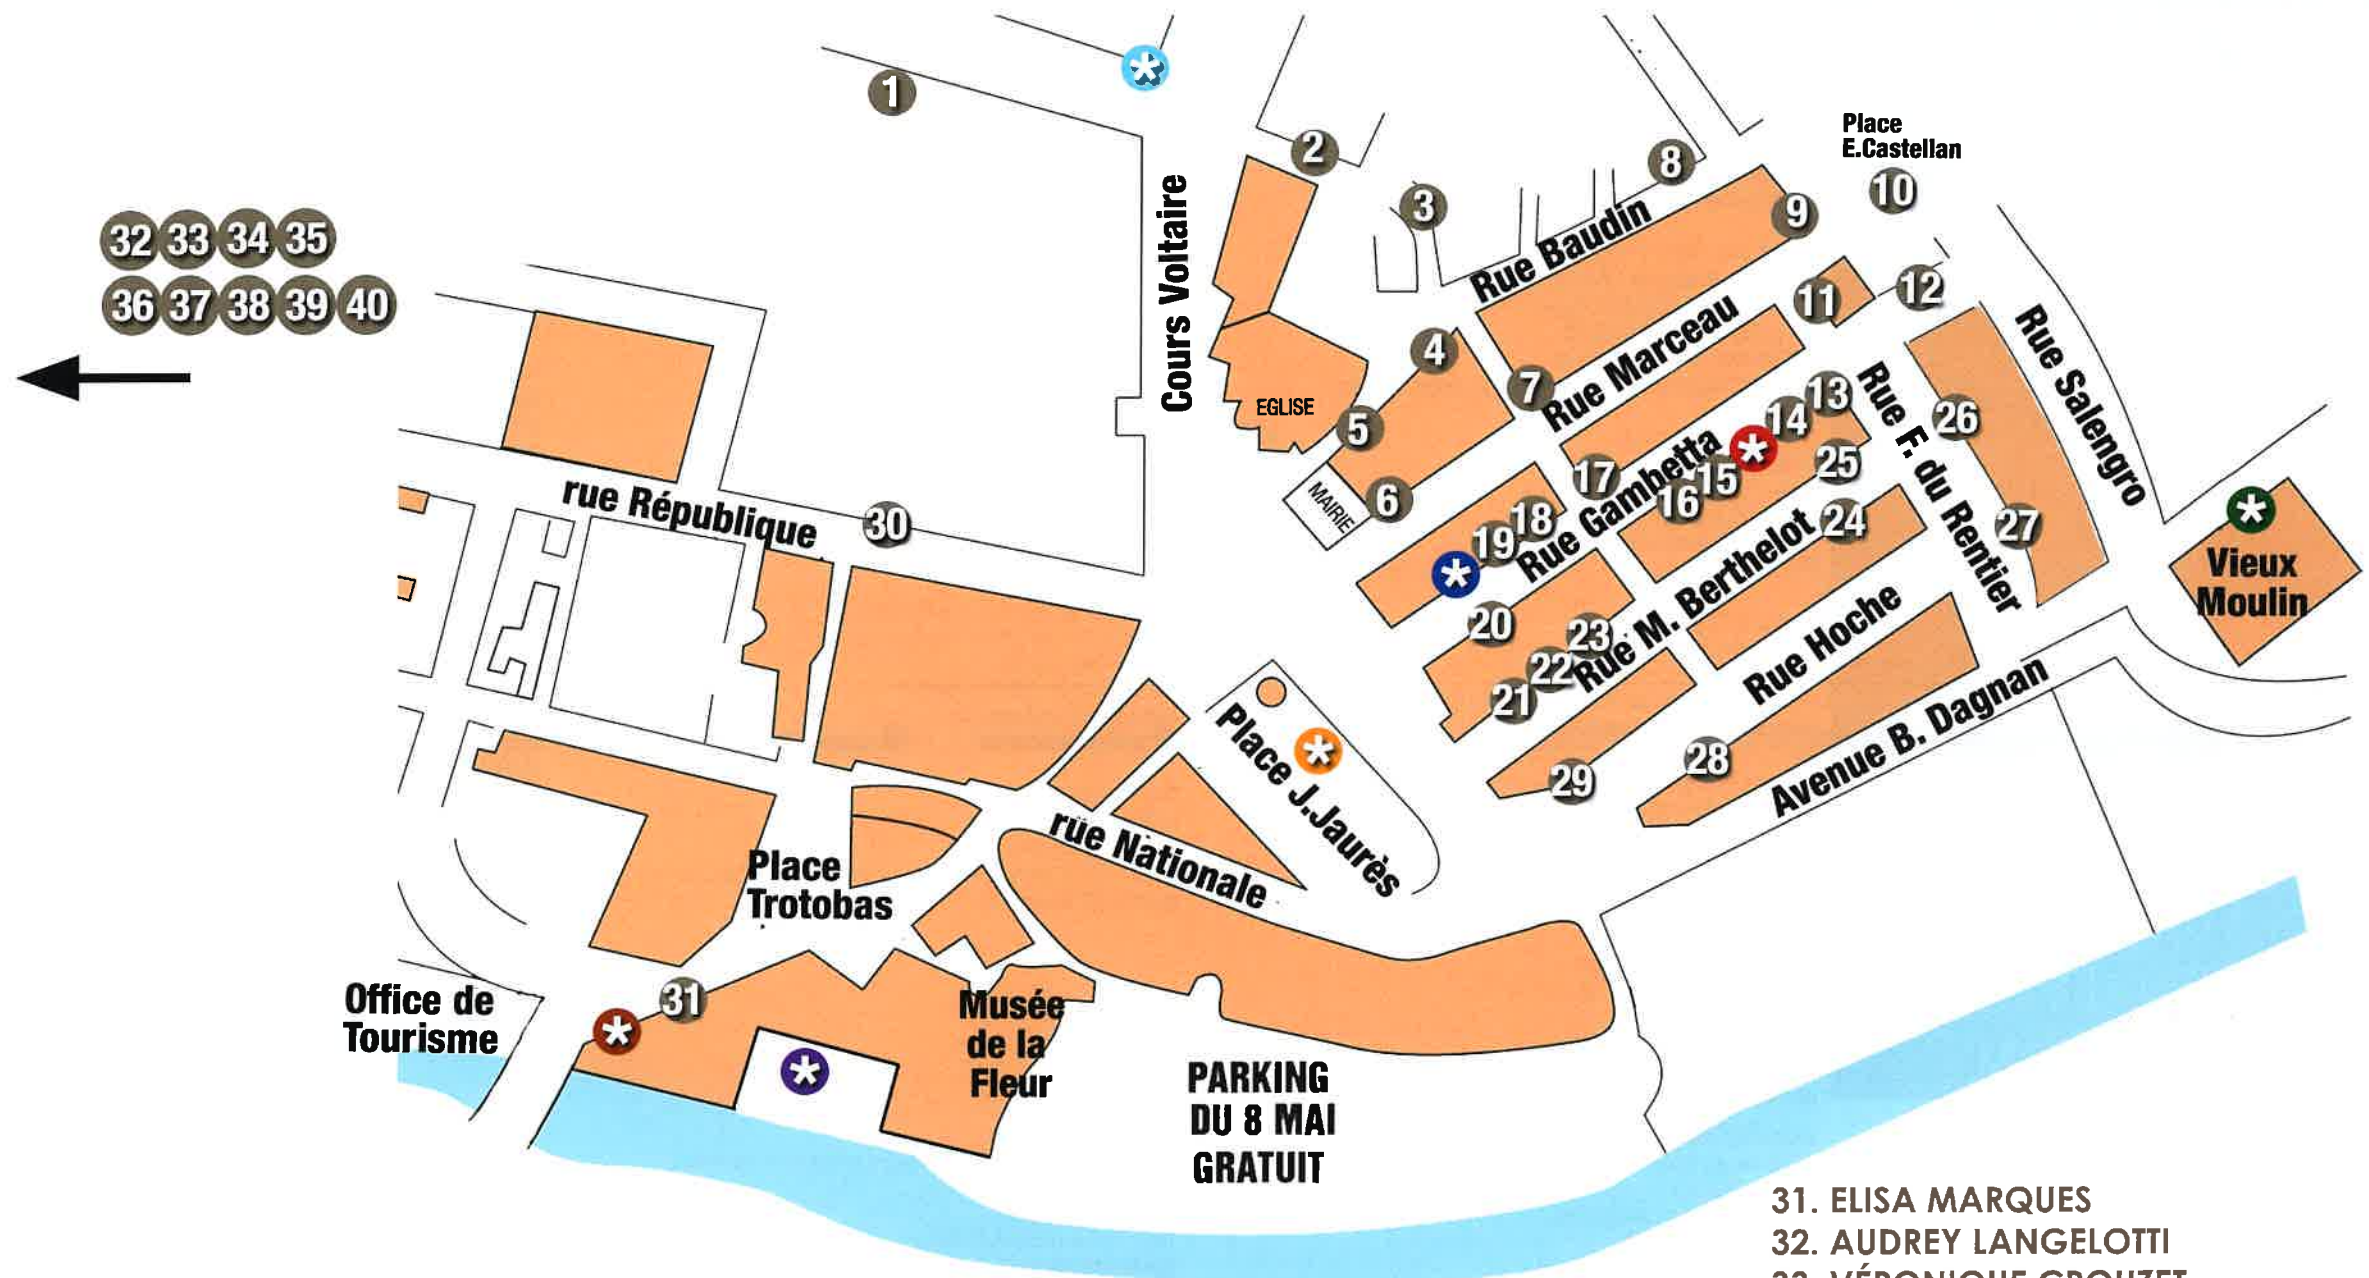 1
2
3
8
Place
E.Castellan
10
9
32 33 34 35
36 37 38 39 40
Cours Voltaire
Rue Baudin
11
12
4
7
Rue Marceau
EGLISE
5
6
MAIRIE
13
14
15
16
17
18
19
Rue Gambetta
25
26
Rue F. du Rentier
Rue Salengro
24
27
Vieux
Moulin
rue République
30
20
23
22
21
Rue M. Berthelot
Rue Hoche
28
29
Avenue B. Dagnan
Place J.Jaurès
rue Nationale
Place
Trotobas
Office de
Tourisme
31
Musée
de la
Fleur
PARKING
DU 8 MAI
GRATUIT
31. ELISA MARQUES
32. AUDREY LANGELOTTI
33. VÉRONIQUE CROUZET